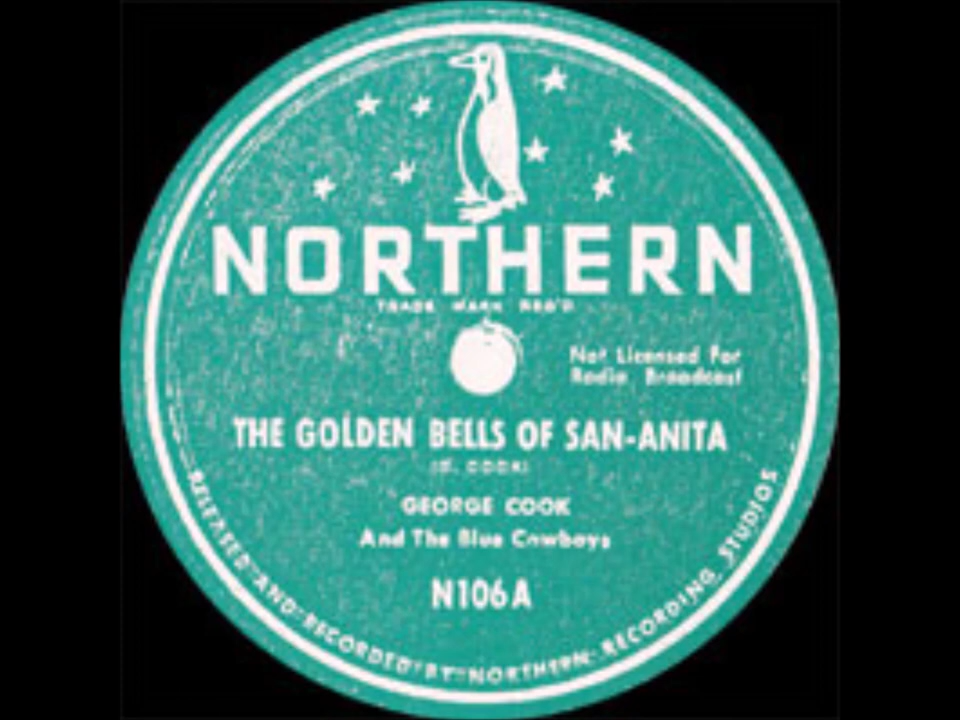 NORTHERN
TRADE MARK REG'D
Not Licensed For
Radio Broadcast
THE GOLDEN BELLS OF SAN-ANITA
(G. COOK)
GEORGE COOK
And The Blue Cowboys
N106A
RELEASED AND RECORDED BY NORTHERN RECORDING STUDIOS